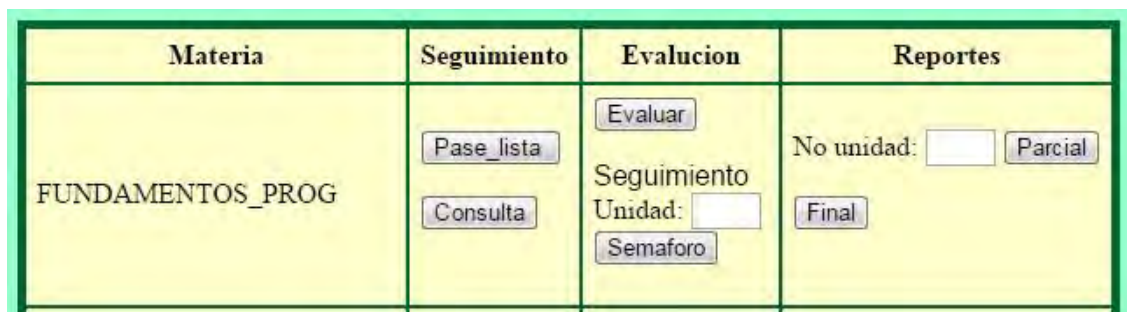 Materia Seguimiento Evalucion Reportes
FUNDAMENTOS_PROG
Pase_lista
Consulta
Evaluar
Seguimiento
Unidad:
Semaforo
No unidad: Parcial
Final